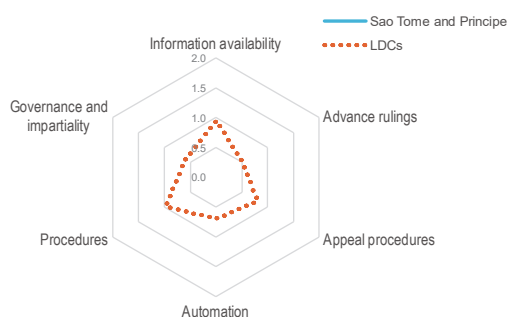 Sao Tome and Principe
LDCs
Information availability
2.0
1.5
1.0
0.5
0.0
Governance and
impartiality
Advance rulings
Procedures
Appeal procedures
Automation